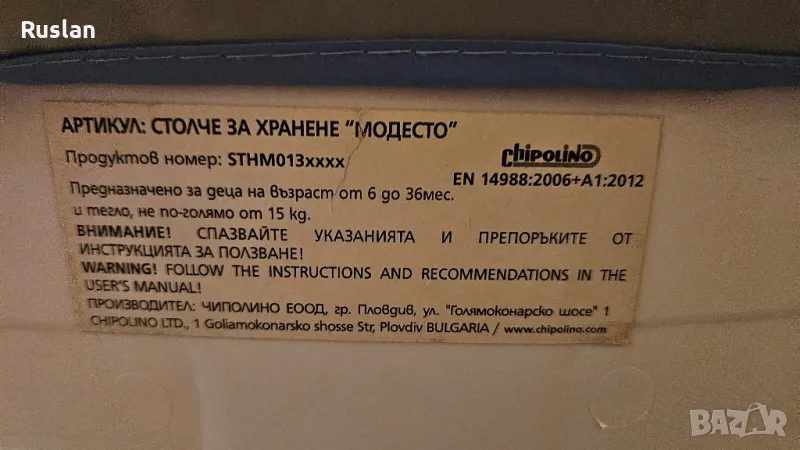 Ruslan
АРТИКУЛ: СТОЛЧЕ ЗА ХРАНЕНЕ "МОДЕСТО"
Продуктов номер: STHM013xxxx
Chipolino
EN 14988:2006+A1:2012
Предназначено за деца на възраст от 6 до 36мес.
и тегло, не по-голямо от 15 kg.
ВНИМАНИЕ! СПАЗВАЙТЕ УКАЗАНИЯТА И ПРЕПОРЪКИТЕ ОТ
ИНСТРУКЦИЯТА ЗА ПОЛЗВАНЕ!
WARNING! FOLLOW THE INSTRUCTIONS AND RECOMMENDATIONS IN THE
USER'S MANUAL!
ПРОИЗВОДИТЕЛ: ЧИПОЛИНО ЕООД, гр. Пловдив, ул. "Голямоконарско шосе" 1
CHIPOLINO LTD., 1 Goliamokonarsko shosse Str, Plovdiv BULGARIA / www.chipolino.com
BAZAR